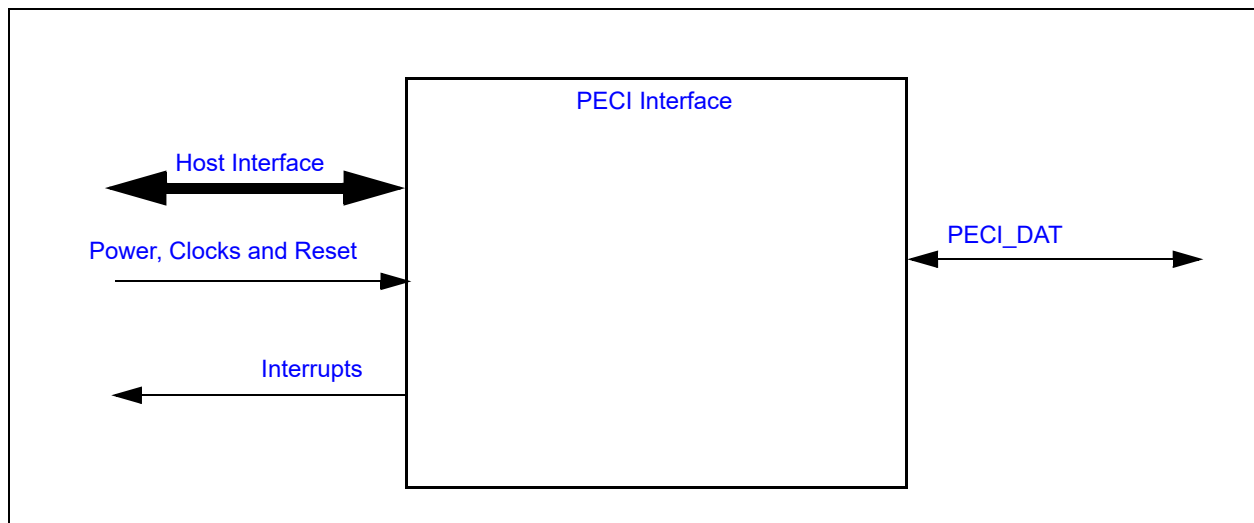 PECI Interface
Host Interface
Power, Clocks and Reset
PECI_DAT
Interrupts